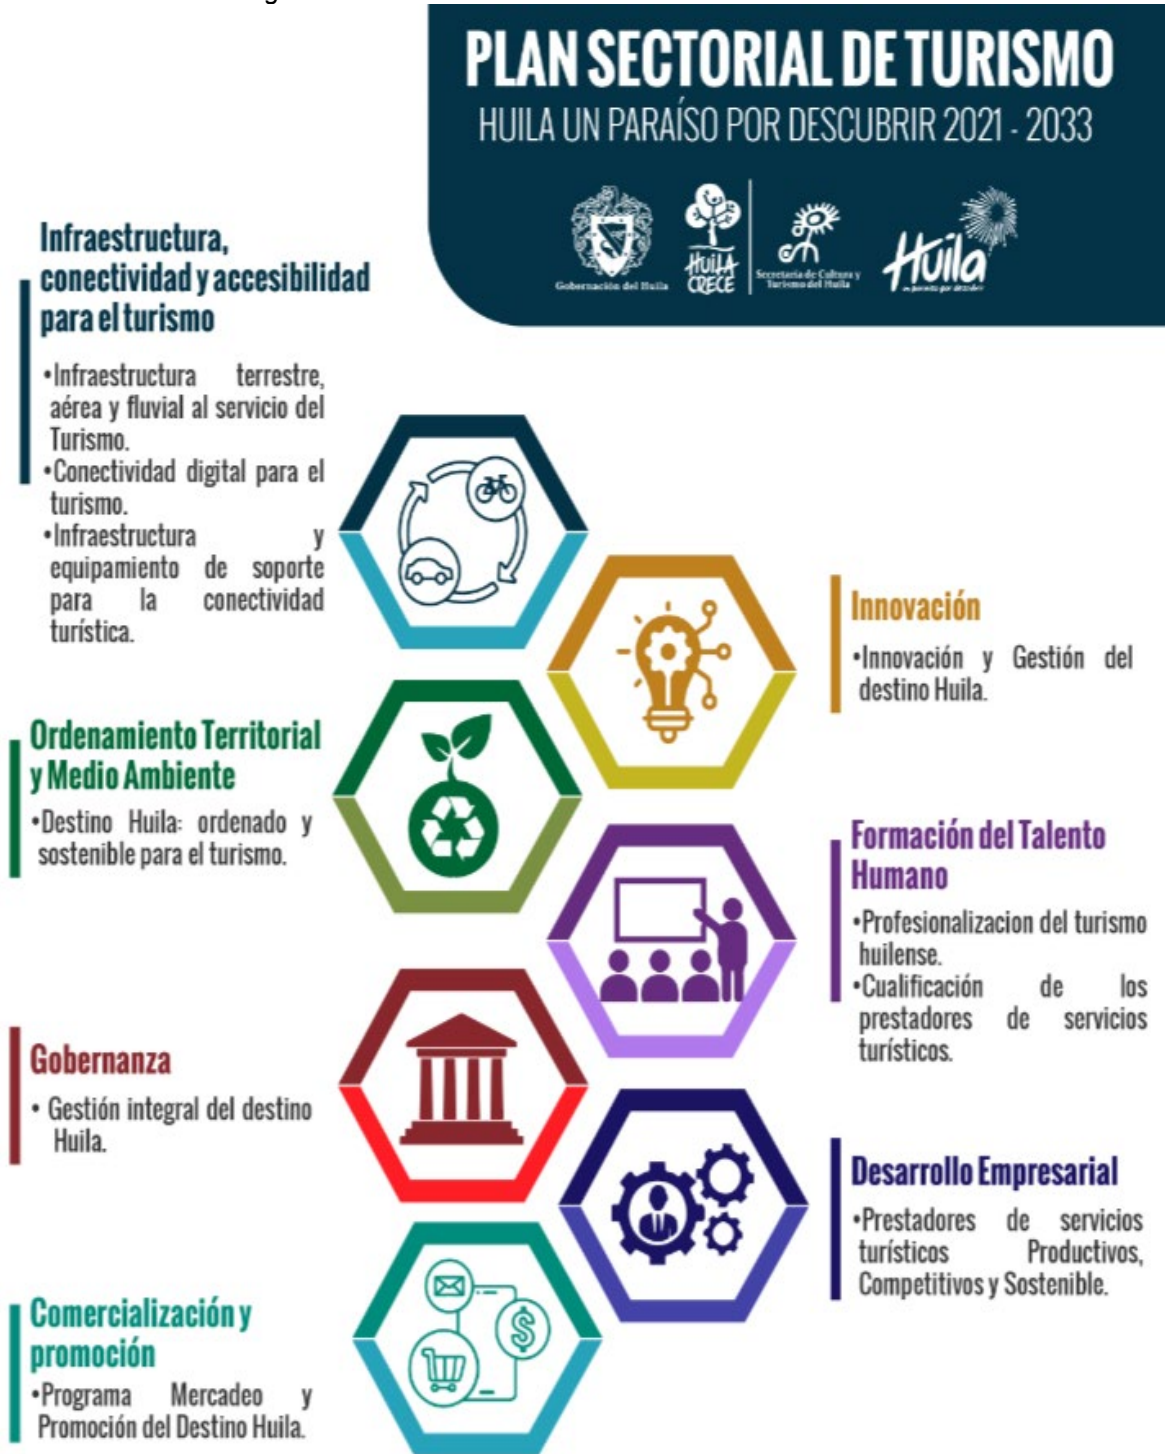 PLAN SECTORIAL DE TURISMO
HUILA UN PARAÍSO POR DESCUBRIR 2021 - 2033
Gobernación del Huila
HUILA
CRECE
Secretaría de Cultura y
Turismo del Huila
Huila
un paraíso por descubrir
Infraestructura,
conectividad y accesibilidad
para el turismo
•Infraestructura terrestre,
aérea y fluvial al servicio del
Turismo.
•Conectividad digital para el
turismo.
•Infraestructura y
equipamiento de soporte
para la conectividad
turística.
Innovación
•Innovación y Gestión del
destino Huila.
Ordenamiento Territorial
y Medio Ambiente
•Destino Huila: ordenado y
sostenible para el turismo.
Formación del Talento
Humano
•Profesionalizacion del turismo
huilense.
•Cualificación de los
prestadores de servicios
turísticos.
Gobernanza
• Gestión integral del destino
Huila.
Desarrollo Empresarial
•Prestadores de servicios
turísticos Productivos,
Competitivos y Sostenible.
$
Comercialización y
promoción
•Programa Mercadeo y
Promoción del Destino Huila.